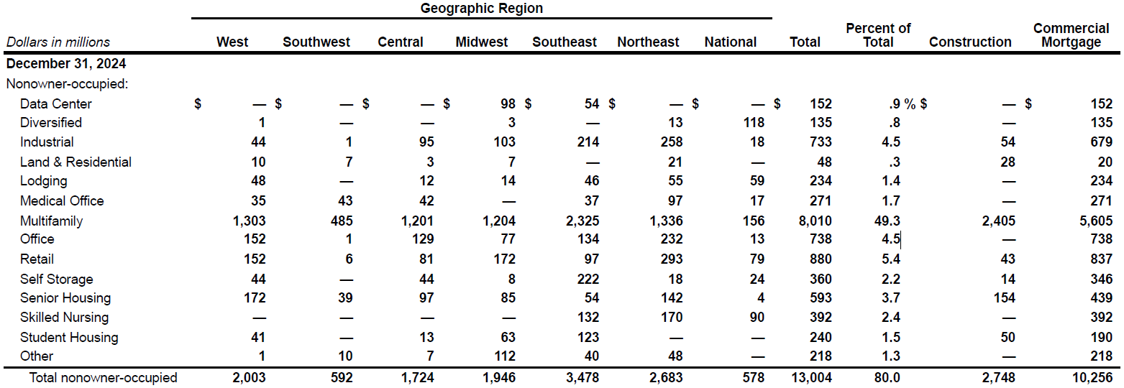 Geographic Region
Dollars in millions West Southwest Central Midwest Southeast Northeast National Total Percent of Total Construction Commercial Mortgage
December 31, 2024
Nonowner-occupied:
Data Center $ — $ — $ — $ 98 $ 54 $ — $ — $ 152 .9 % $ — $ 152
Diversified 1 — — 3 — 13 118 135 .8 — 135
Industrial 44 1 95 103 214 258 18 733 4.5 54 679
Land & Residential 10 7 3 7 — 21 — 48 .3 28 20
Lodging 48 — 12 14 46 55 59 234 1.4 — 234
Medical Office 35 43 42 — 37 97 17 271 1.7 — 271
Multifamily 1,303 485 1,201 1,204 2,325 1,336 156 8,010 49.3 2,405 5,605
Office 152 1 129 77 134 232 13 738 4.5 — 738
Retail 152 6 81 172 97 293 79 880 5.4 43 837
Self Storage 44 — 44 8 222 18 24 360 2.2 14 346
Senior Housing 172 39 97 85 54 142 4 593 3.7 154 439
Skilled Nursing — — — — 132 170 90 392 2.4 — 392
Student Housing 41 — 13 63 123 — — 240 1.5 50 190
Other 1 10 7 112 40 48 — 218 1.3 — 218
Total nonowner-occupied 2,003 592 1,724 1,946 3,478 2,683 578 13,004 80.0 2,748 10,256